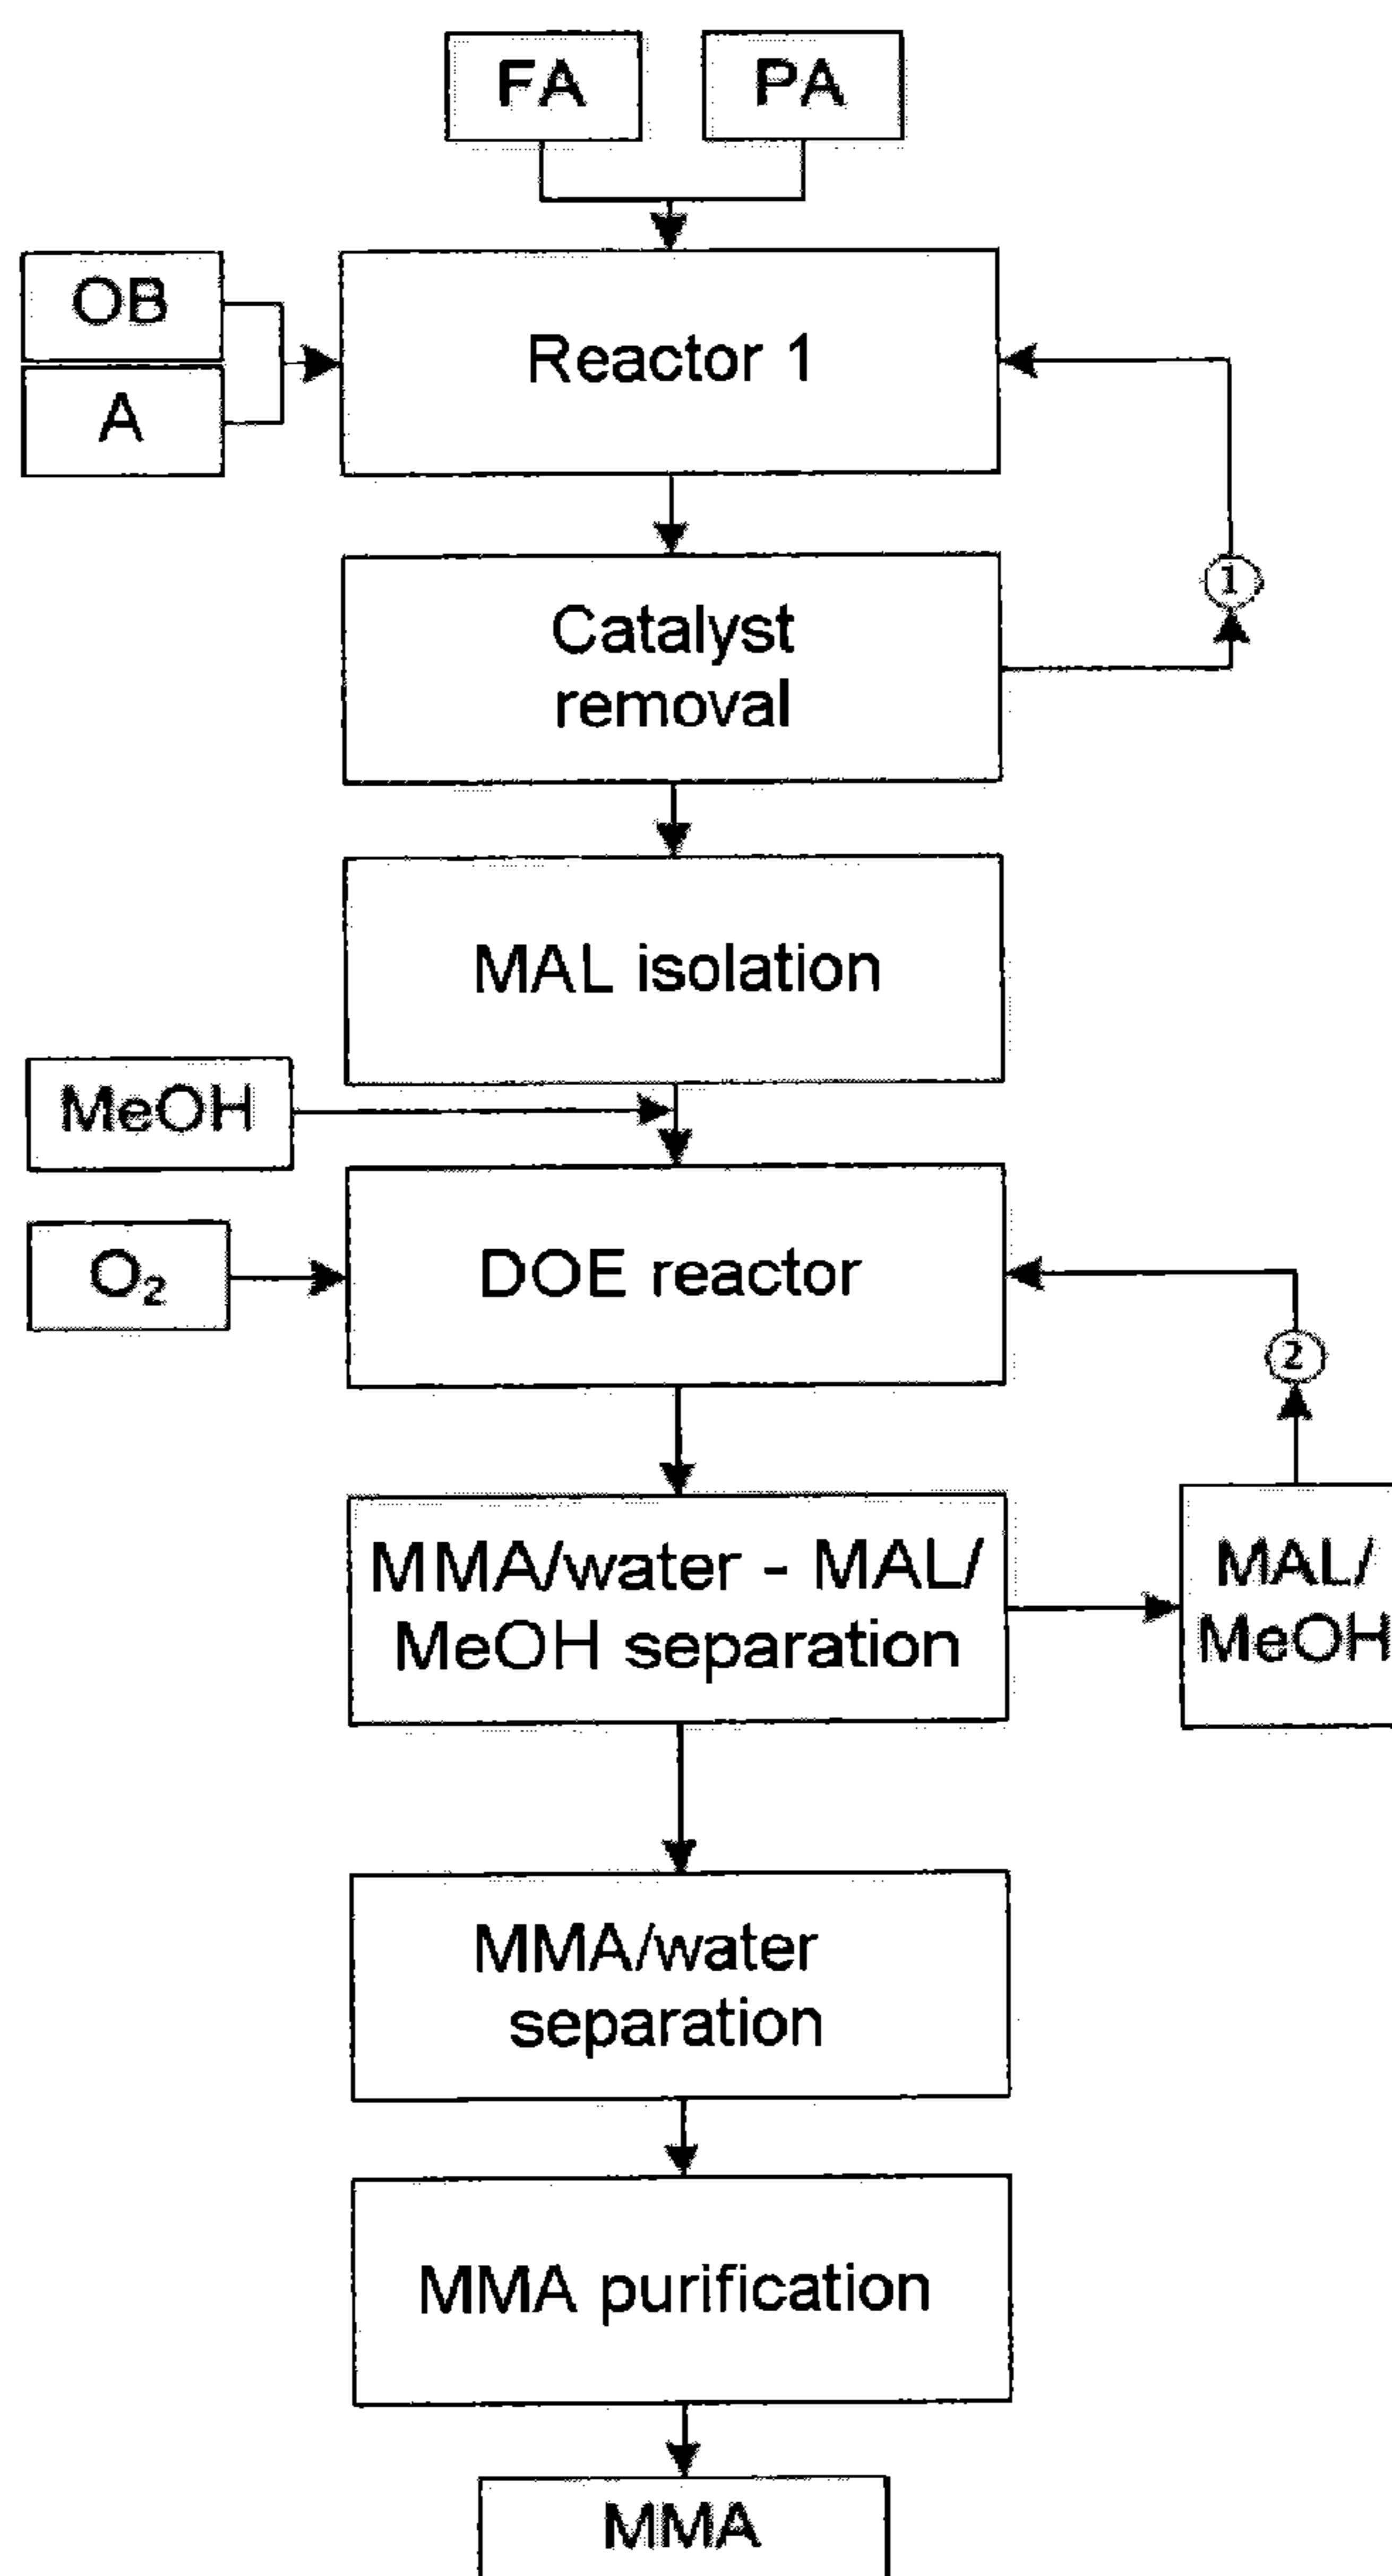 FA
PA
OB
A
Reactor 1
1
Catalyst
removal
MAL isolation
MeOH
O₂
DOE reactor
2
MMA/water - MAL/
MeOH separation
MAL/
MeOH
MMA/water
separation
MMA purification
MMA